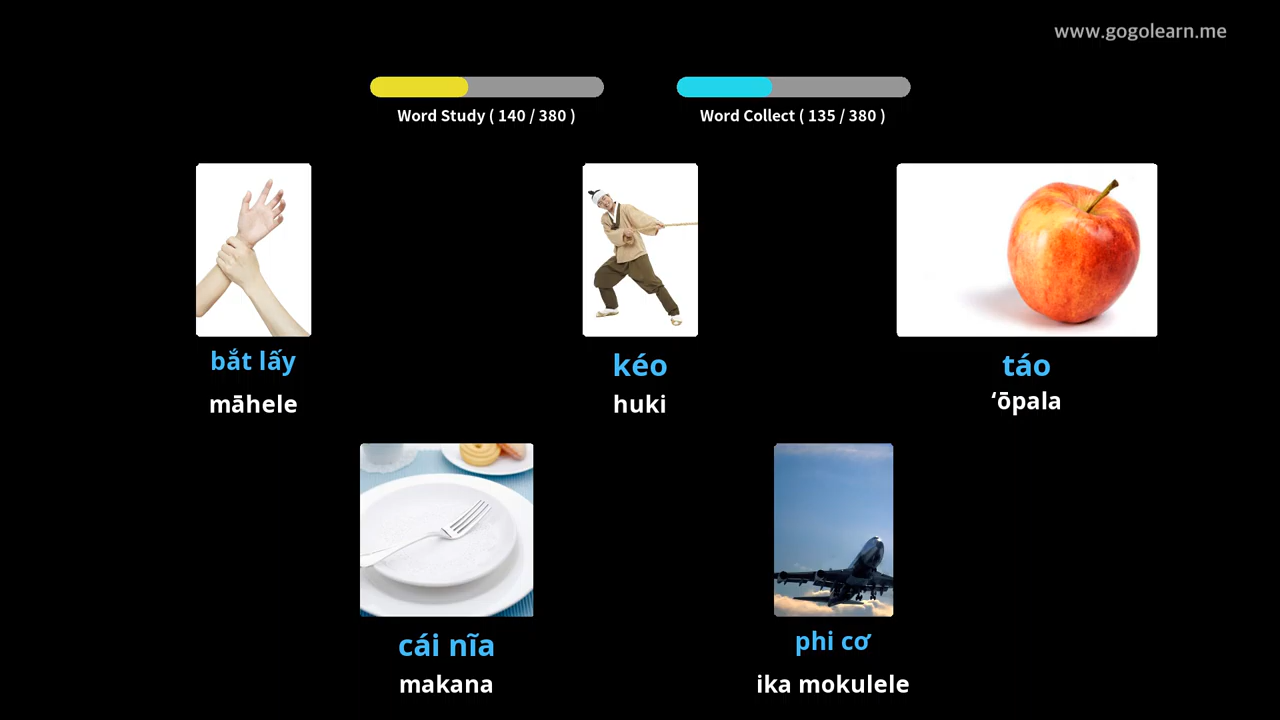 www.gogolearn.me
Word Study ( 140 / 380 )
Word Collect ( 135 / 380 )
bắt lấy
māhele
kéo
huki
táo
ʻōpala
cái nĩa
makana
phi cơ
ika mokulele